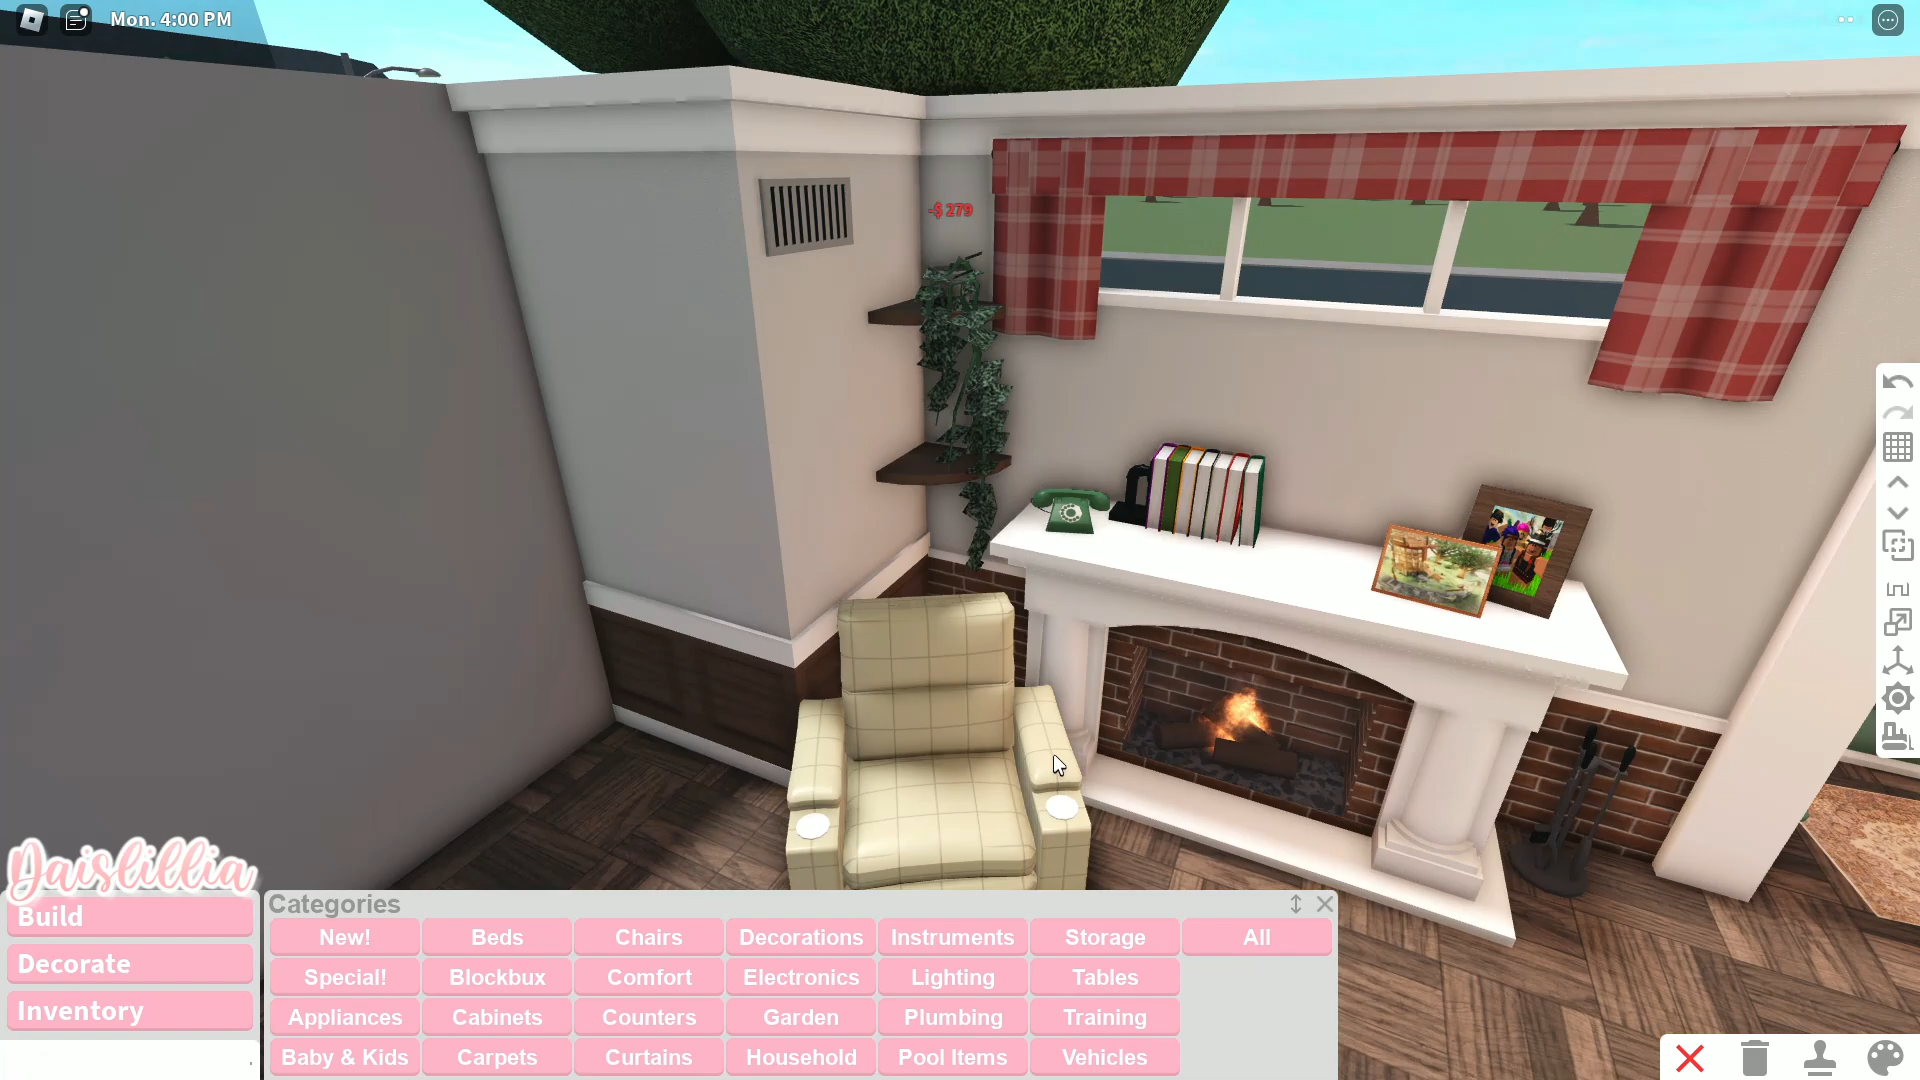 Mon. 4:00 PM
-$ 279
Daislillia
Build
Decorate
Inventory
Categories
New! Beds Chairs Decorations Instruments Storage All
Special! Blockbux Comfort Electronics Lighting Tables
Appliances Cabinets Counters Garden Plumbing Training
Baby & Kids Carpets Curtains Household Pool Items Vehicles